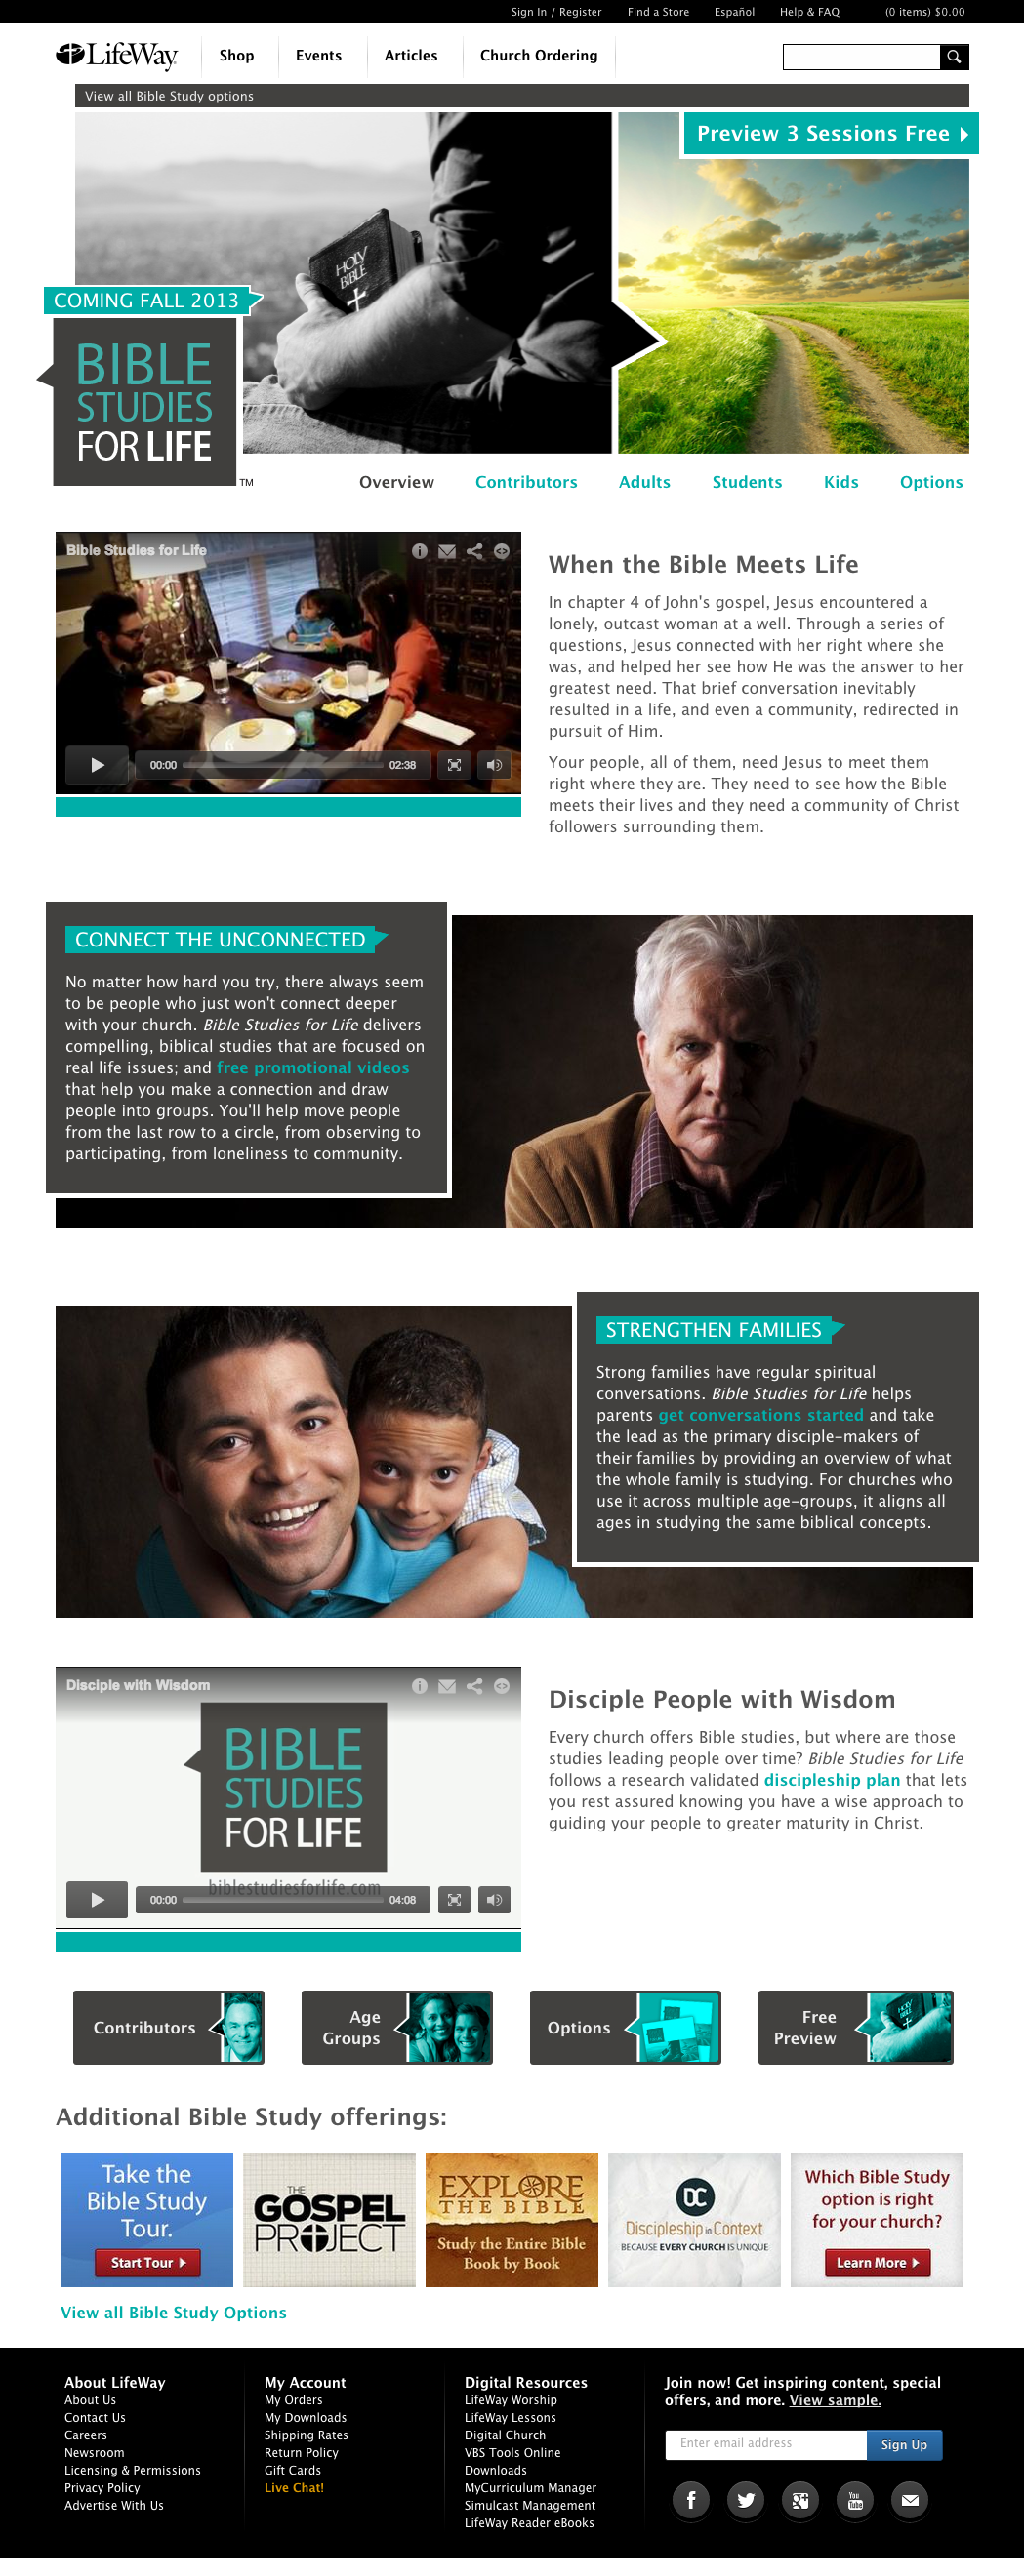 Sign In / Register Find a Store Español Help & FAQ (0 items) $0.00
LifeWay Shop Events Articles Church Ordering
View all Bible Study options
Preview 3 Sessions Free
HOLY
BIBLE
COMING FALL 2013
BIBLE
STUDIES
FOR LIFE
TM
Overview Contributors Adults Students Kids Options
Bible Studies for Life
00:00 02:38
When the Bible Meets Life
In chapter 4 of John's gospel, Jesus encountered a
lonely, outcast woman at a well. Through a series of
questions, Jesus connected with her right where she
was, and helped her see how He was the answer to her
greatest need. That brief conversation inevitably
resulted in a life, and even a community, redirected in
pursuit of Him.
Your people, all of them, need Jesus to meet them
right where they are. They need to see how the Bible
meets their lives and they need a community of Christ
followers surrounding them.
CONNECT THE UNCONNECTED
No matter how hard you try, there always seem
to be people who just won't connect deeper
with your church. Bible Studies for Life delivers
compelling, biblical studies that are focused on
real life issues; and free promotional videos
that help you make a connection and draw
people into groups. You'll help move people
from the last row to a circle, from observing to
participating, from loneliness to community.
STRENGTHEN FAMILIES
Strong families have regular spiritual
conversations. Bible Studies for Life helps
parents get conversations started and take
the lead as the primary disciple-makers of
their families by providing an overview of what
the whole family is studying. For churches who
use it across multiple age-groups, it aligns all
ages in studying the same biblical concepts.
Disciple with Wisdom
BIBLE
STUDIES
FOR LIFE
biblestudiesforlife.com
00:00 04:08
Disciple People with Wisdom
Every church offers Bible studies, but where are those
studies leading people over time? Bible Studies for Life
follows a research validated discipleship plan that lets
you rest assured knowing you have a wise approach to
guiding your people to greater maturity in Christ.
Contributors
Age
Groups
Options
Free
Preview
Additional Bible Study offerings:
Take the
Bible Study
Tour.
Start Tour
THE
GOSPEL
PROJECT
EXPLORE
THE BIBLE
Study the Entire Bible
Book by Book
DC
Discipleship in Context
BECAUSE EVERY CHURCH IS UNIQUE
Which Bible Study
option is right
for your church?
Learn More
View all Bible Study Options
About LifeWay
About Us
Contact Us
Careers
Newsroom
Licensing & Permissions
Privacy Policy
Advertise With Us
My Account
My Orders
My Downloads
Shipping Rates
Return Policy
Gift Cards
Live Chat!
Digital Resources
LifeWay Worship
LifeWay Lessons
Digital Church
VBS Tools Online
Downloads
MyCurriculum Manager
Simulcast Management
LifeWay Reader eBooks
Join now! Get inspiring content, special
offers, and more. View sample.
Enter email address Sign Up
You
Tube